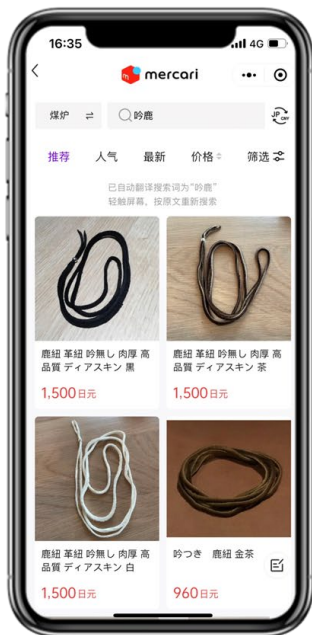 16:35
4G
mercari
煤炉
吟鹿
JP
CNY
推荐 人气 最新 价格 筛选
已自动翻译搜索词为“吟鹿”
轻触屏幕，按原文重新搜索
鹿紐 革紐 吟無し 肉厚 高
品質 ディアスキン 黒
1,500日元
鹿紐 革紐 吟無し 肉厚 高
品質 ディアスキン 茶
1,500日元
鹿紐 革紐 吟無し 肉厚 高
品質 ディアスキン 白
1,500日元
吟つき 鹿紐 金茶
960日元